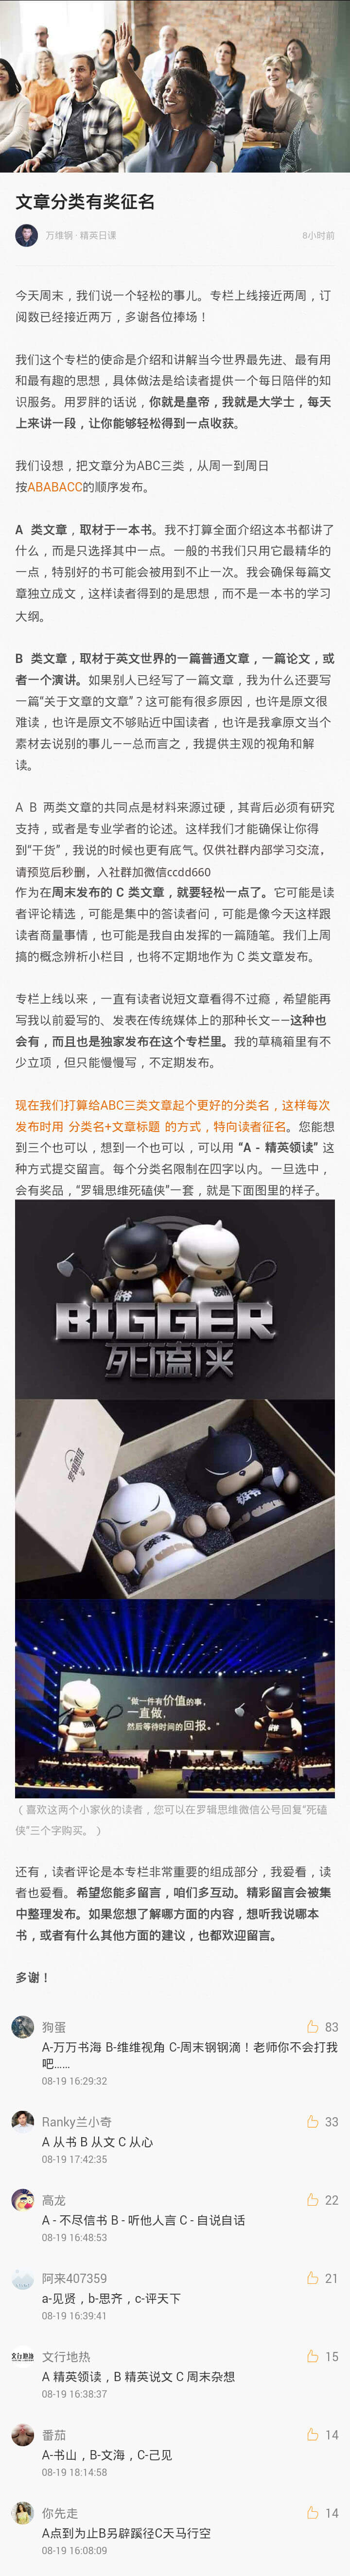 文章分类有奖征名
万维钢 · 精英日课
8小时前
今天周末，我们说一个轻松的事儿。专栏上线接近两周，订
阅数已经接近两万，多谢各位捧场！
我们这个专栏的使命是介绍和讲解当今世界最先进、最有用
和最有趣的思想，具体做法是给读者提供一个每日陪伴的知
识服务。用罗胖的话说，你就是皇帝，我就是大学士，每天
上来讲一段，让你能够轻松得到一点收获。
我们设想，把文章分为ABC三类，从周一到周日
按ABABACC的顺序发布。
A 类文章，取材于一本书。我不打算全面介绍这本书都讲了
什么，而是只选择其中一点。一般的书我们只用它最精华的
一点，特别好的书可能会被用到不止一次。我会确保每篇文
章独立成文，这样读者得到的是思想，而不是一本书的学习
大纲。
B 类文章，取材于英文世界的一篇普通文章，一篇论文，或
者一个演讲。如果别人已经写了一篇文章，我为什么还要写
一篇“关于文章的文章”？这可能有很多原因，也许是原文很
难读，也许是原文不够贴近中国读者，也许是我拿原文当个
素材去说别的事儿——总而言之，我提供主观的视角和解
读。
A B 两类文章的共同点是材料来源过硬，其背后必须有研究
支持，或者是专业学者的论述。这样我们才能确保让你得
到“干货”，我说的时候也更有底气。仅供社群内部学习交流，
请预览后秒删，入社群加微信ccdd660
作为在周末发布的 C 类文章，就要轻松一点了。它可能是读
者评论精选，可能是集中的答读者问，可能是像今天这样跟
读者商量事情，也可能是我自由发挥的一篇随笔。我们上周
搞的概念辨析小栏目，也将不定期地作为 C 类文章发布。
专栏上线以来，一直有读者说短文章看得不过瘾，希望能再
写我以前爱写的、发表在传统媒体上的那种长文——这种也
会有，而且也是独家发布在这个专栏里。我的草稿箱里有不
少立项，但只能慢慢写，不定期发布。
现在我们打算给ABC三类文章起个更好的分类名，这样每次
发布时用 分类名+文章标题 的方式，特向读者征名。您能想
到三个也可以，想到一个也可以，可以用 “A - 精英领读” 这
种方式提交留言。每个分类名限制在四字以内。一旦选中，
会有奖品，“罗辑思维死磕侠”一套，就是下面图里的样子。
BIGGER
死磕侠
“做一件有价值的事，
一直做，
然后等待时间的回报。”
（喜欢这两个小家伙的读者，您可以在罗辑思维微信公号回复“死磕
侠”三个字购买。）
还有，读者评论是本专栏非常重要的组成部分，我爱看，读
者也爱看。希望您能多留言，咱们多互动。精彩留言会被集
中整理发布。如果您想了解哪方面的内容，想听我说哪本
书，或者有什么其他方面的建议，也都欢迎留言。
多谢！
狗蛋
83
A-万万书海 B-维维视角 C-周末钢钢滴！老师你不会打我
吧……
08-19 16:29:32
Ranky兰小奇
33
A 从书 B 从文 C 从心
08-19 17:42:35
高龙
22
A - 不尽信书 B - 听他人言 C - 自说自话
08-19 16:48:53
阿来407359
21
a-见贤，b-思齐，c-评天下
08-19 16:39:41
文行地热
15
A 精英领读，B 精英说文 C 周末杂想
08-19 16:38:37
番茄
14
A-书山，B-文海，C-己见
08-19 18:14:58
你先走
14
A点到为止B另辟蹊径C天马行空
08-19 16:08:09